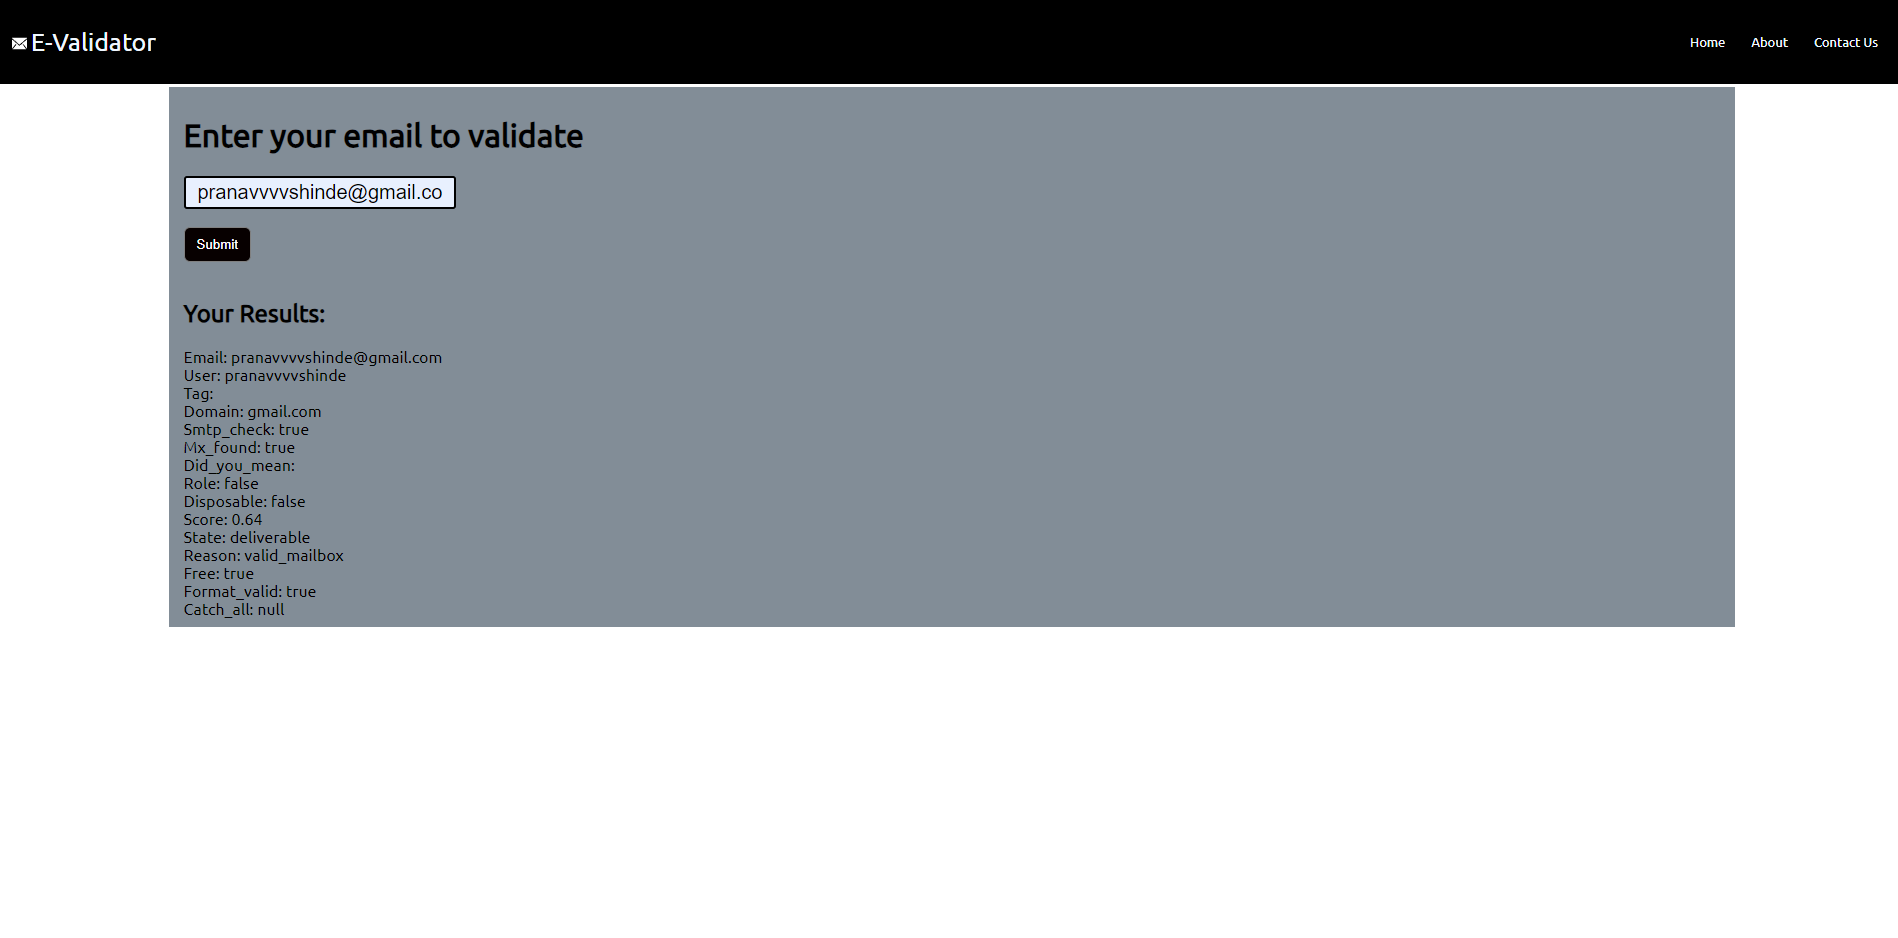 E-Validator
Home About Contact Us
Enter your email to validate
pranavvvvshinde@gmail.co
Submit
Your Results:
Email: pranavvvvshinde@gmail.com
User: pranavvvvshinde
Tag:
Domain: gmail.com
Smtp_check: true
Mx_found: true
Did_you_mean:
Role: false
Disposable: false
Score: 0.64
State: deliverable
Reason: valid_mailbox
Free: true
Format_valid: true
Catch_all: null